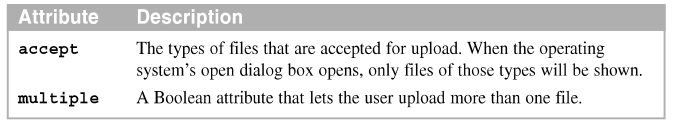 Attribute Description
accept The types of files that are accepted for upload. When the operating
system's open dialog box opens, only files of those types will be shown.
multiple A Boolean attribute that lets the user upload more than one file.